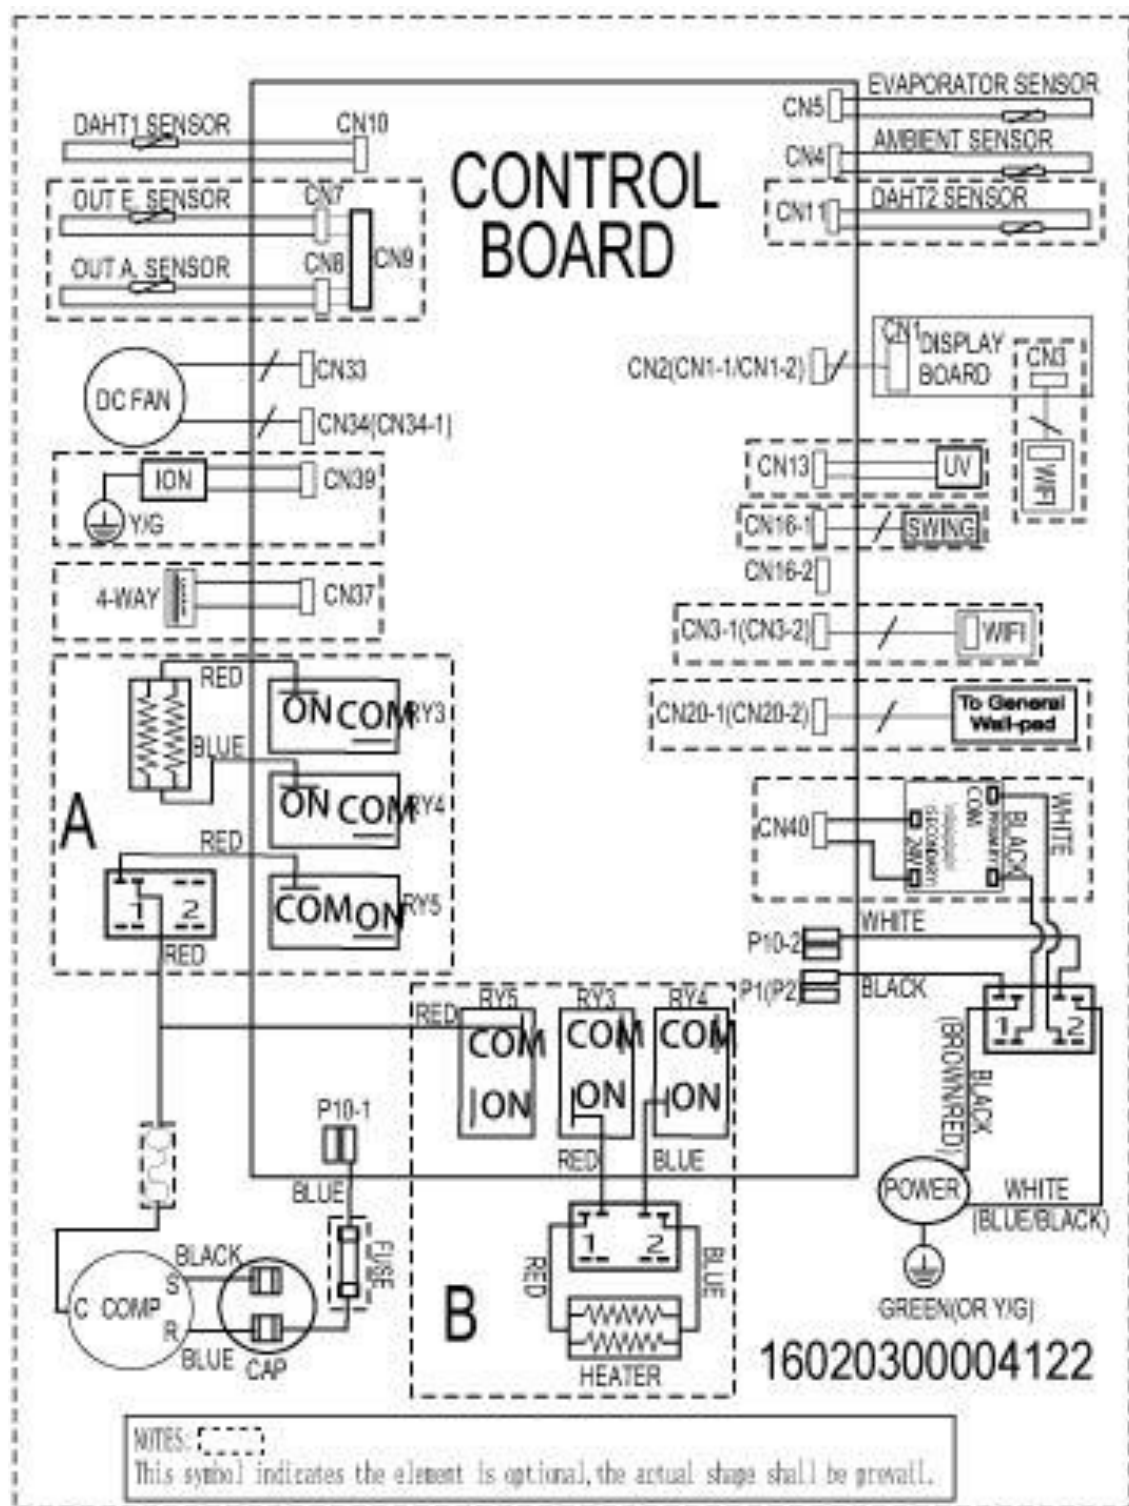 EVAPORATOR SENSOR
CN5
DAHT1 SENSOR
CN10
AMBIENT SENSOR
CN4
CONTROL
BOARD
OUT E, SENSOR
CN7
DAHT2 SENSOR
CN11
OUT A, SENSOR
CN8
CN9
CN1
DISPLAY
BOARD
CN3
WIFI
CN2(CN1-1/CN1-2)
DC FAN
CN33
CN34(CN34-1)
ION
CN39
Y/G
CN13
UV
CN16-1
SWING
CN16-2
4-WAY
CN37
CN3-1(CN3-2)
WIFI
RED
ON COM
RY3
CN20-1(CN20-2)
To General
Wall-pad
BLUE
A
ON COM
RY4
CN40
24V
(SECONDARY)
COM
BLACK
WHITE
RED
COM ON
RY5
1 2
RED
P10-2
WHITE
P1(P2)
BLACK
1 2
RED
RY5
COM
ON
RY3
COM
ON
RY4
COM
ON
(BROWN/RED)
BLACK
P10-1
RED
BLUE
BLUE
POWER
WHITE
(BLUE/BLACK)
FUSE
BLACK
S
C COMP
R
BLUE
CAP
1 2
RED
BLUE
B
HEATER
GREEN(OR Y/G)
16020300004122
NOTES:
This symbol indicates the element is optional,the actual shape shall be prevail.